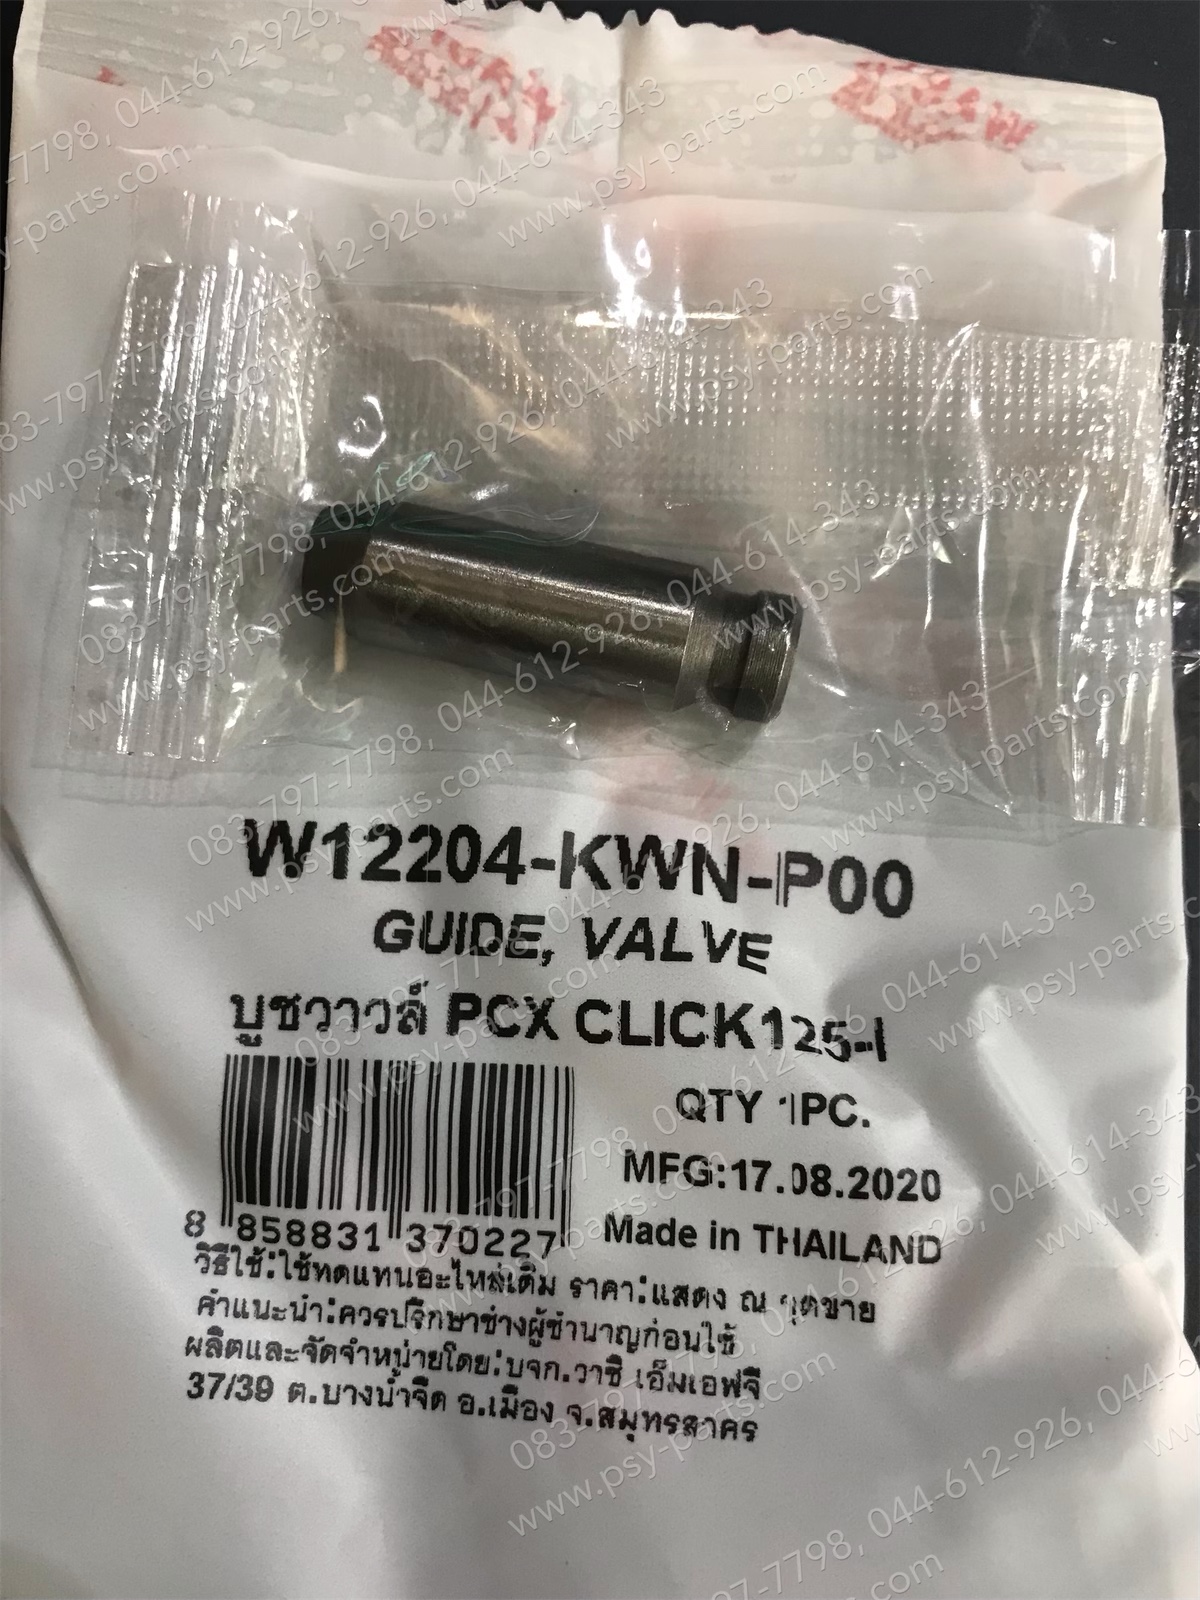 W12204-KWN-P00
GUIDE, VALVE
บูชวาวล์ PCX CLICK125-I
QTY 1PC.
MFG:17.08.2020
Made in THAILAND
8 858831 370227
วิธีใช้:ใช้ทดแทนอะไหล่เดิม ราคา:แสดง ณ จุดขาย
คำแนะนำ:ควรปรึกษาช่างผู้ชำนาญก่อนใช้
ผลิตและจัดจำหน่ายโดย:บจก.วาชิ เอ็มเอฟจี
37/39 ต.บางน้ำจืด อ.เมือง จ.สมุทรสาคร
083-797-7798, 044-612-926, 044-614-343
www.psy-parts.com